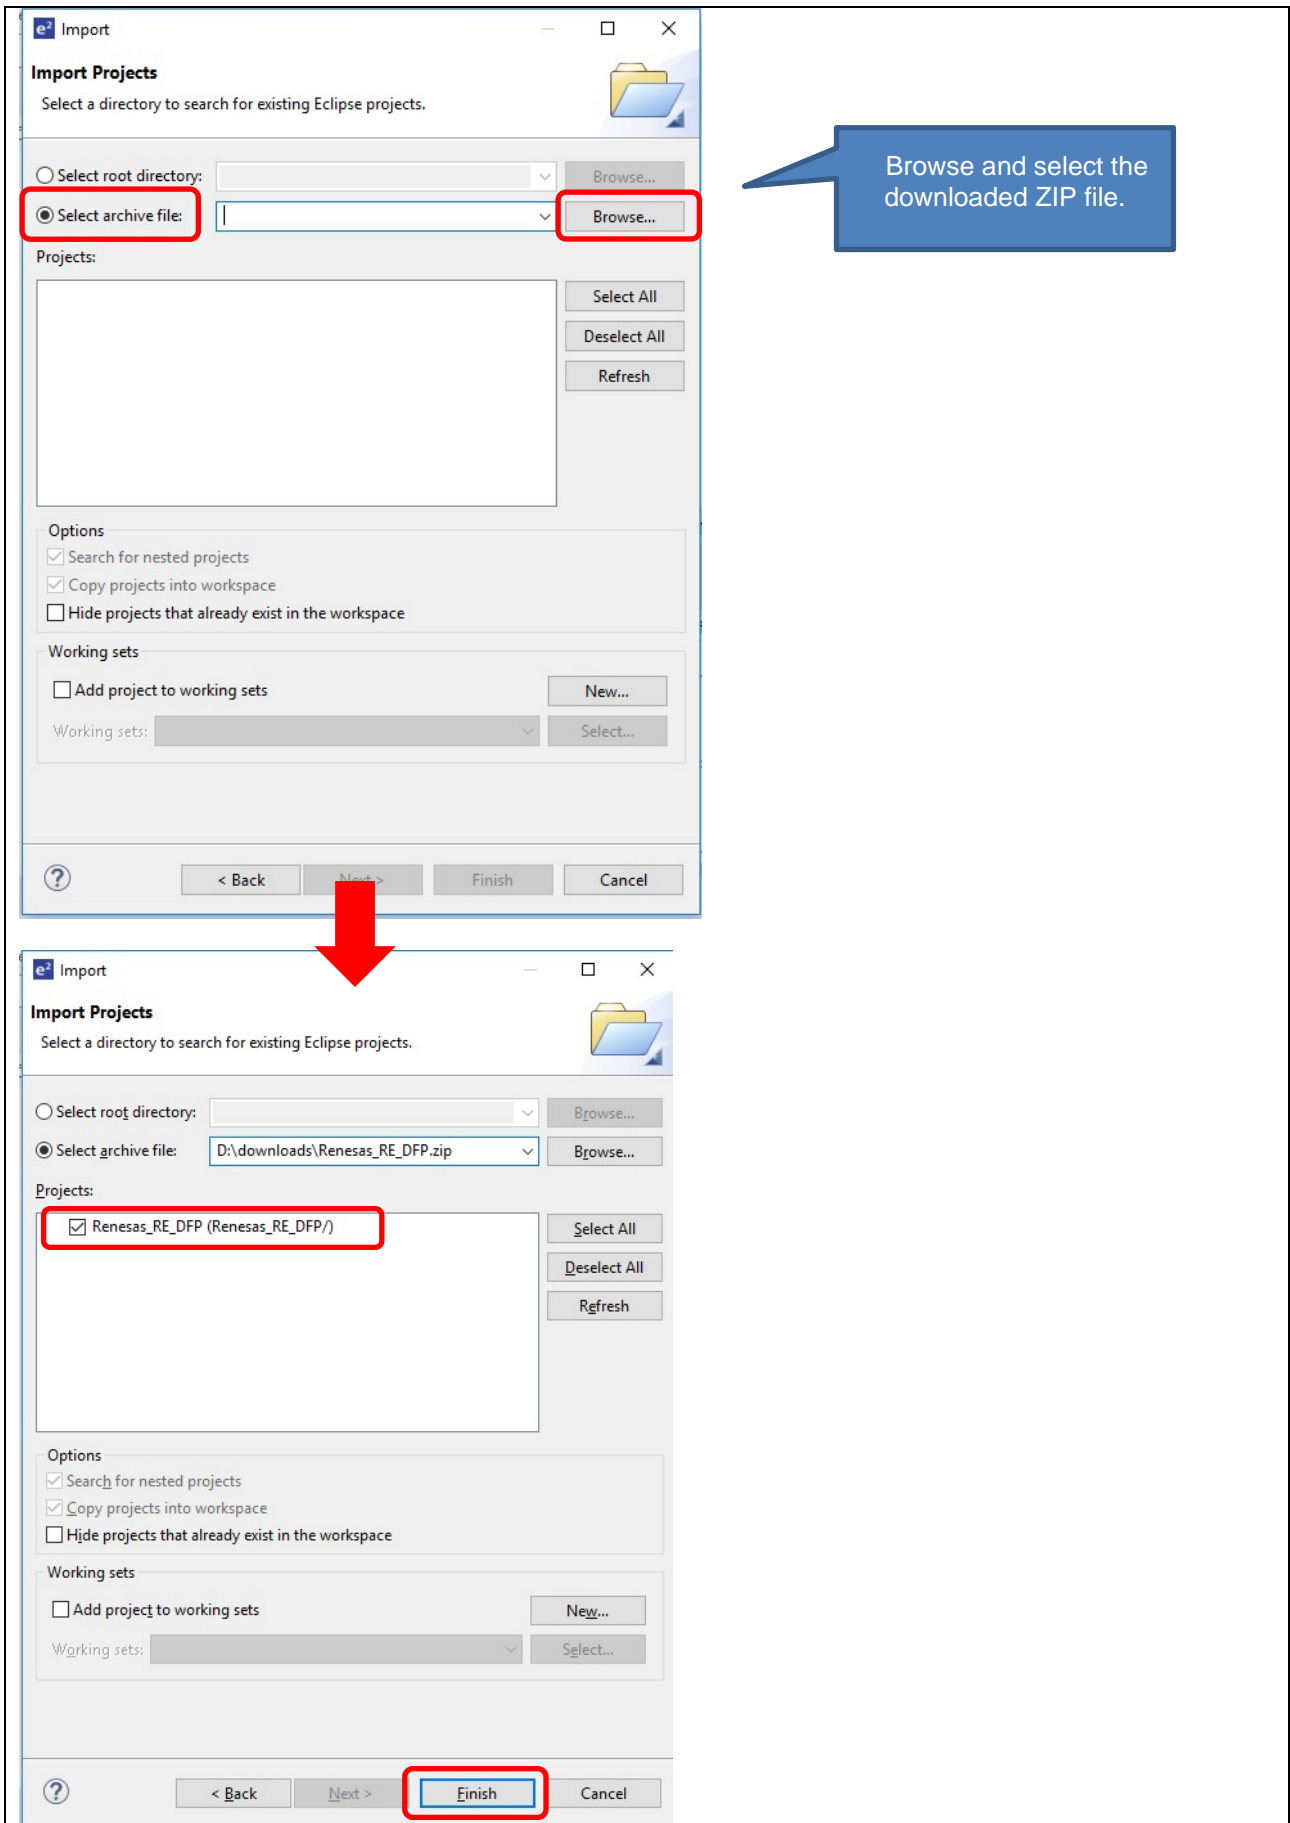 e² Import
Import Projects
Select a directory to search for existing Eclipse projects.
Select root directory: Browse...
Select archive file: Browse...
Browse and select the
downloaded ZIP file.
Projects:
Select All
Deselect All
Refresh
Options
Search for nested projects
Copy projects into workspace
Hide projects that already exist in the workspace
Working sets
Add project to working sets New...
Working sets: Select...
? < Back Next > Finish Cancel
e² Import
Import Projects
Select a directory to search for existing Eclipse projects.
Select root directory: Browse...
Select archive file: D:\downloads\Renesas_RE_DFP.zip Browse...
Projects:
Renesas_RE_DFP (Renesas_RE_DFP/) Select All
Deselect All
Refresh
Options
Search for nested projects
Copy projects into workspace
Hide projects that already exist in the workspace
Working sets
Add project to working sets New...
Working sets: Select...
? < Back Next > Finish Cancel